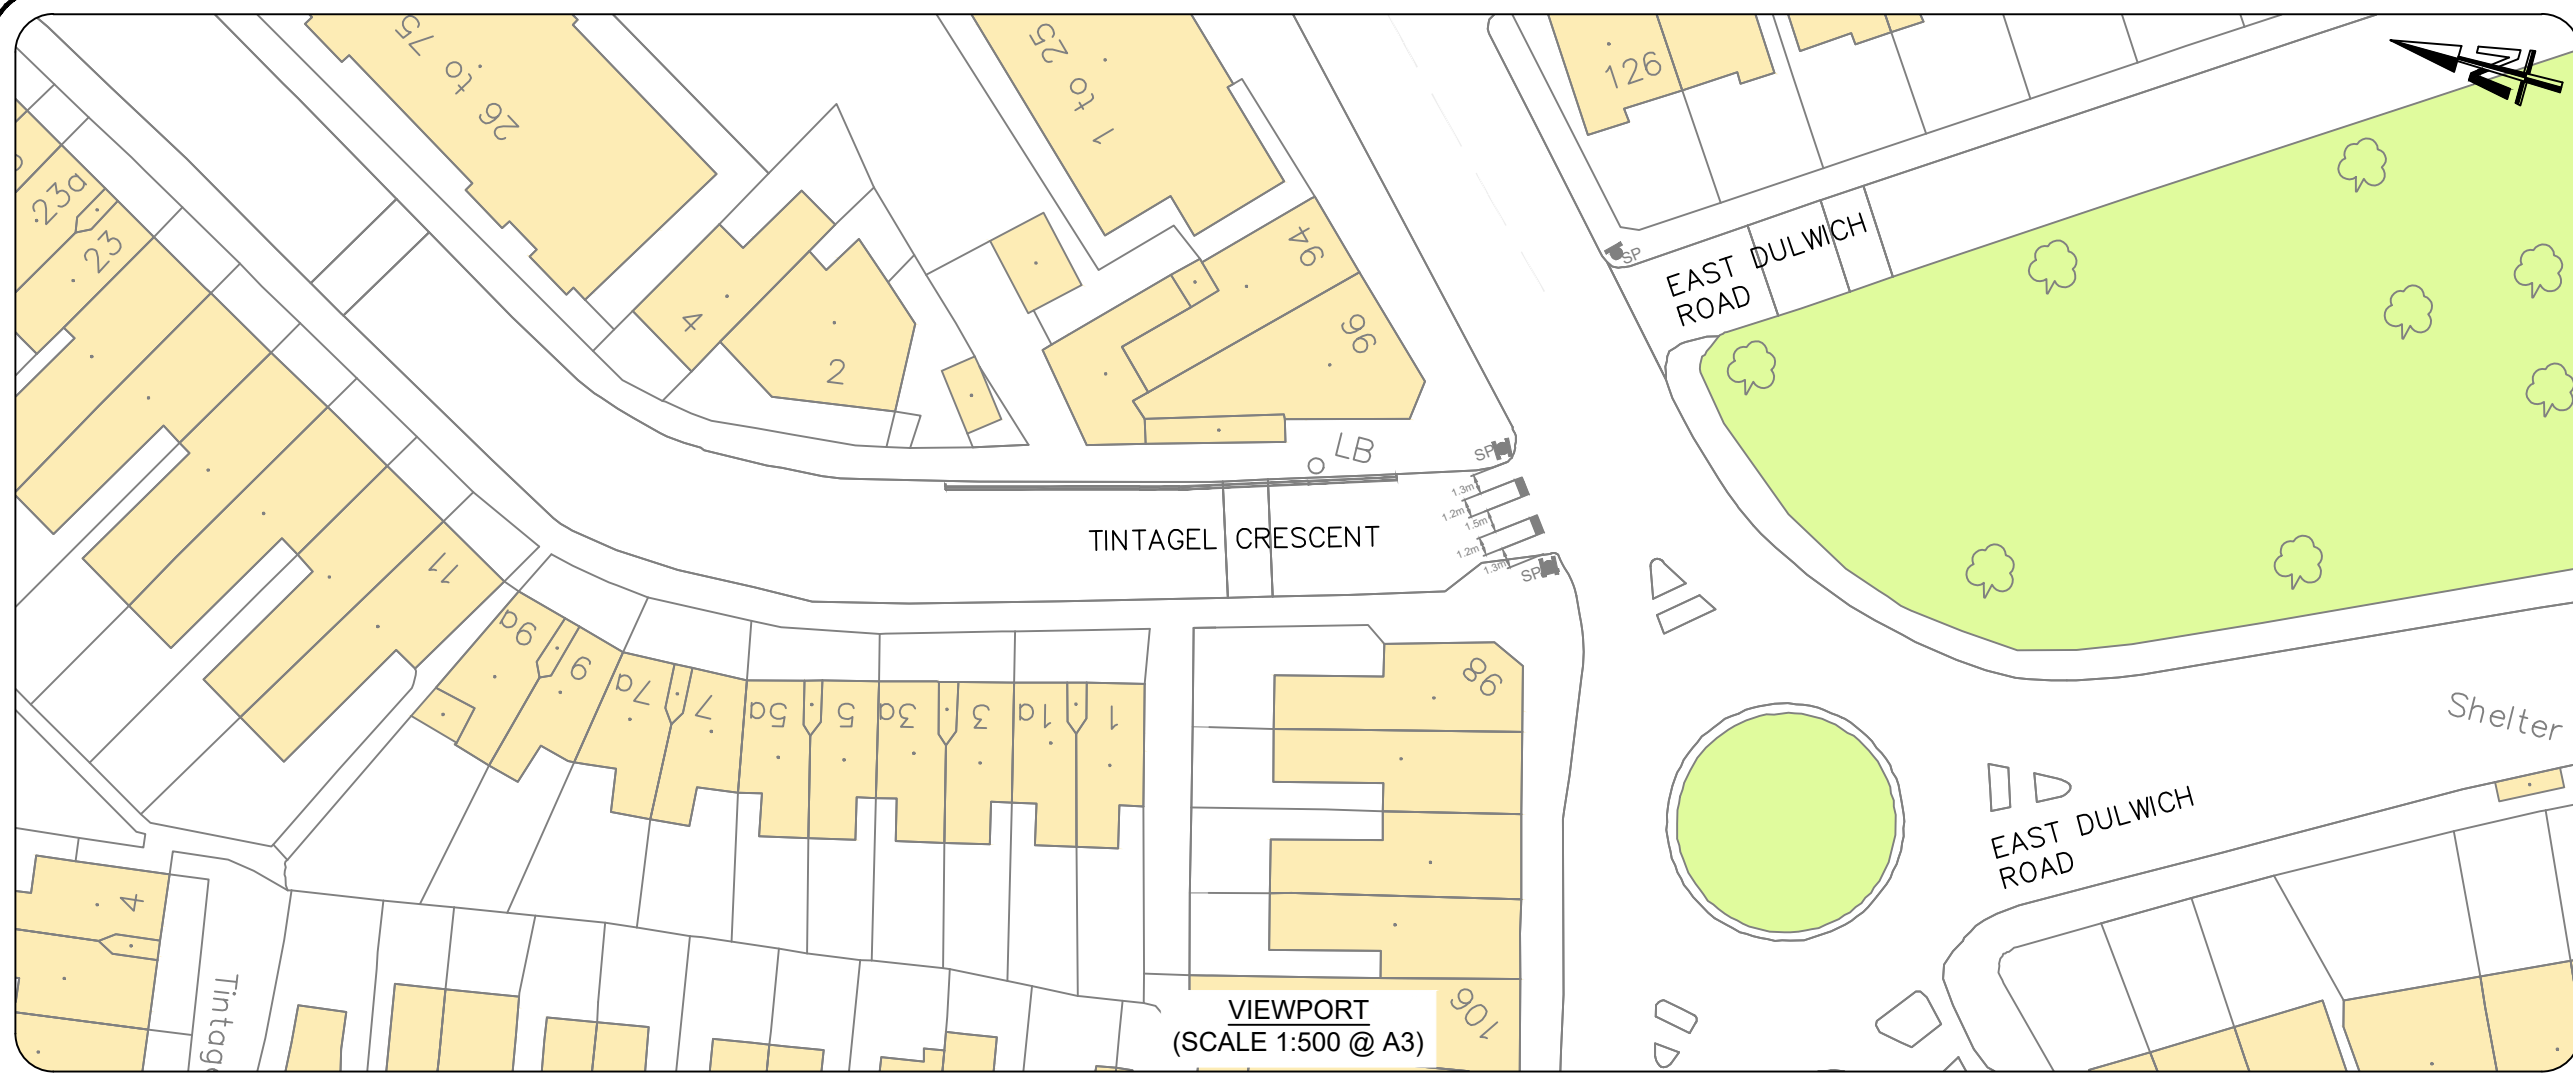 26 to 75
1 to 25
126
N
23a
23
4
2
94
96
EAST DULWICH
ROAD
SP
LB
SP
1.3m
1.2m
1.5m
1.2m
1.3m
SP
TINTAGEL CRESCENT
11
9a
9
7a
7
5a
5
3a
3
1a
1
98
Shelter
EAST DULWICH
ROAD
4
Tintag
106
VIEWPORT
(SCALE 1:500 @ A3)